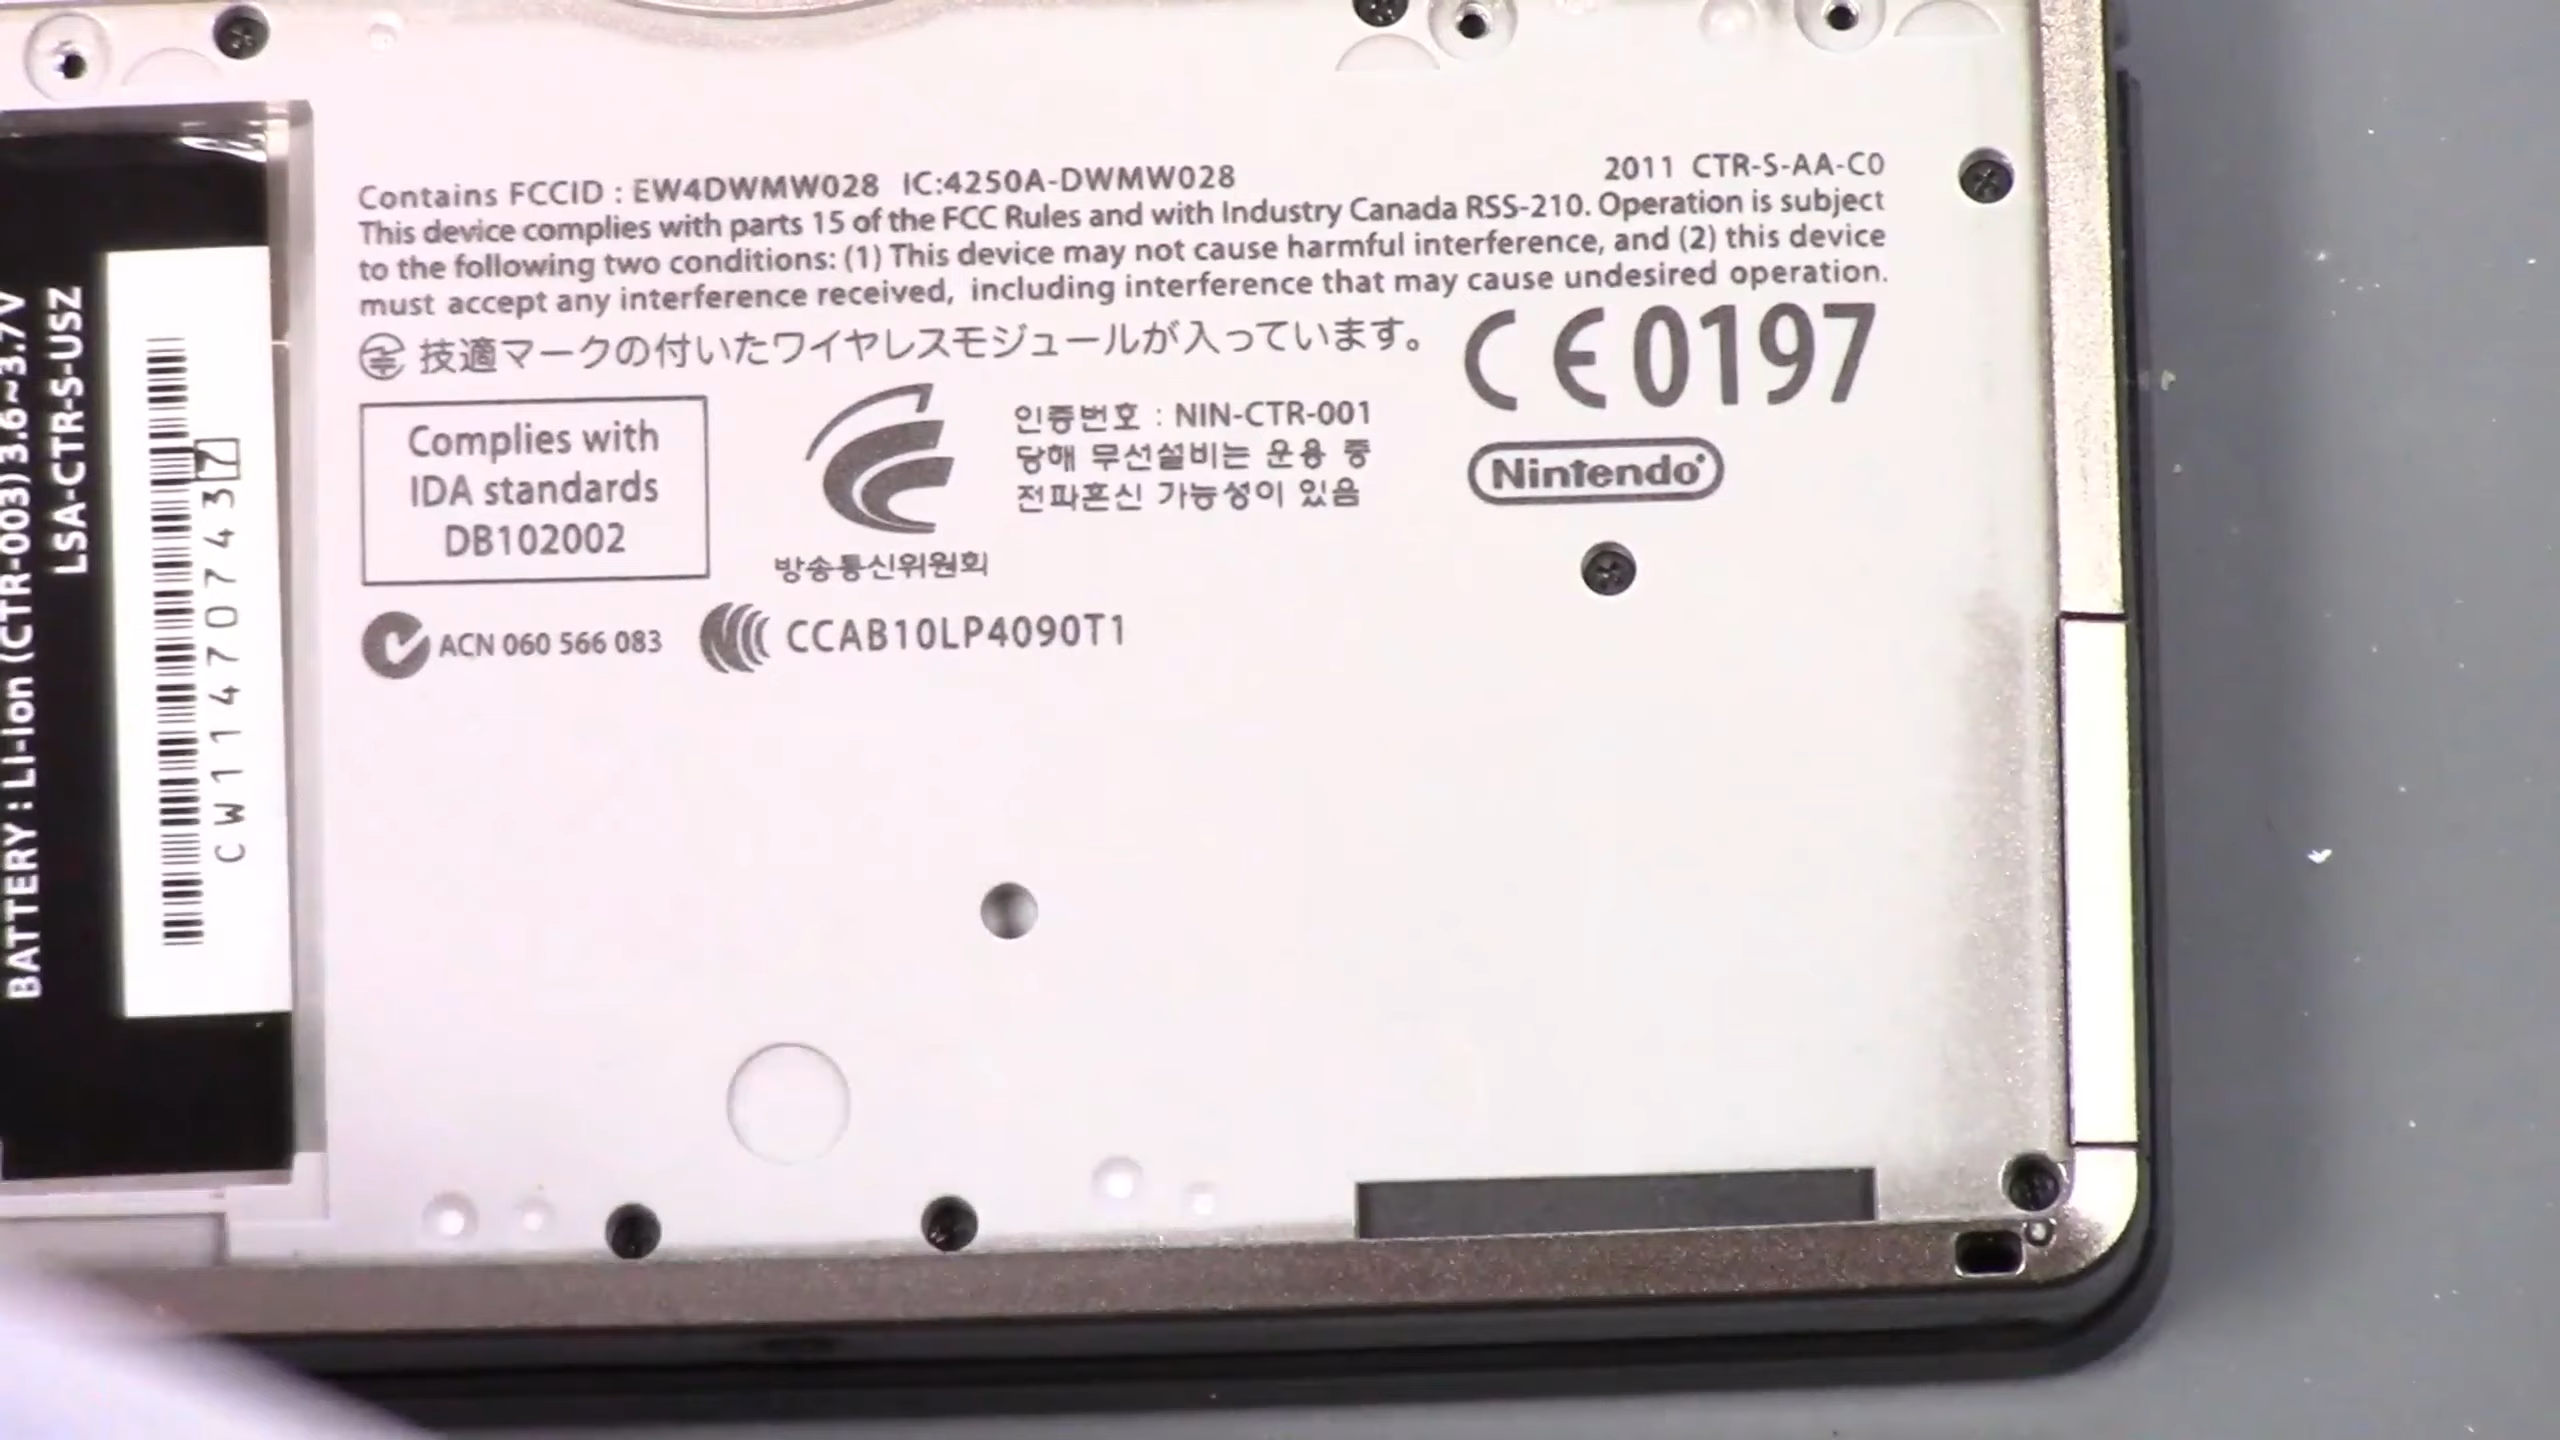 Contains FCCID : EW4DWMW028 IC:4250A-DWMW028
2011 CTR-S-AA-C0
This device complies with parts 15 of the FCC Rules and with Industry Canada RSS-210. Operation is subject
to the following two conditions: (1) This device may not cause harmful interference, and (2) this device
must accept any interference received, including interference that may cause undesired operation.
技適マークの付いたワイヤレスモジュールが入っています。
CE0197
Complies with
IDA standards
DB102002
방송통신위원회
인증번호 : NIN-CTR-001
당해 무선설비는 운용 중
전파혼신 가능성이 있음
Nintendo
ACN 060 566 083
CCAB10LP4090T1
BATTERY : Li-ion (CTR-003) 3.6~3.7V
LSA-CTR-S-USZ
CW11470743 7